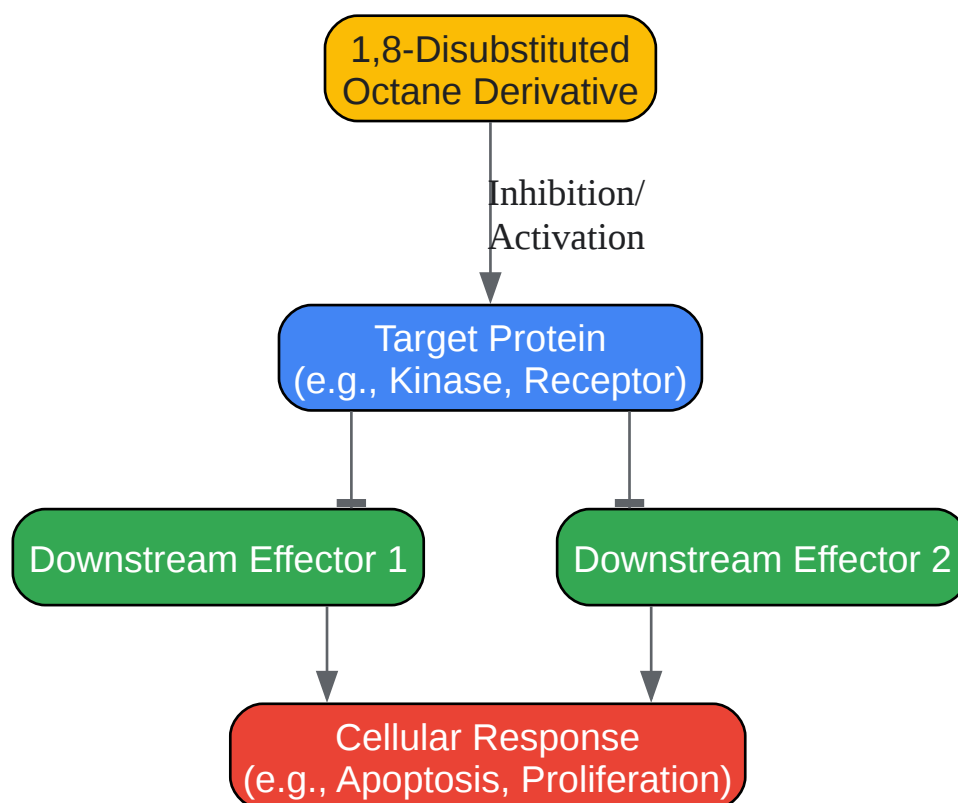 1,8-Disubstituted
Octane Derivative
Inhibition/
Activation
Target Protein
(e.g., Kinase, Receptor)
Downstream Effector 1
Downstream Effector 2
Cellular Response
(e.g., Apoptosis, Proliferation)